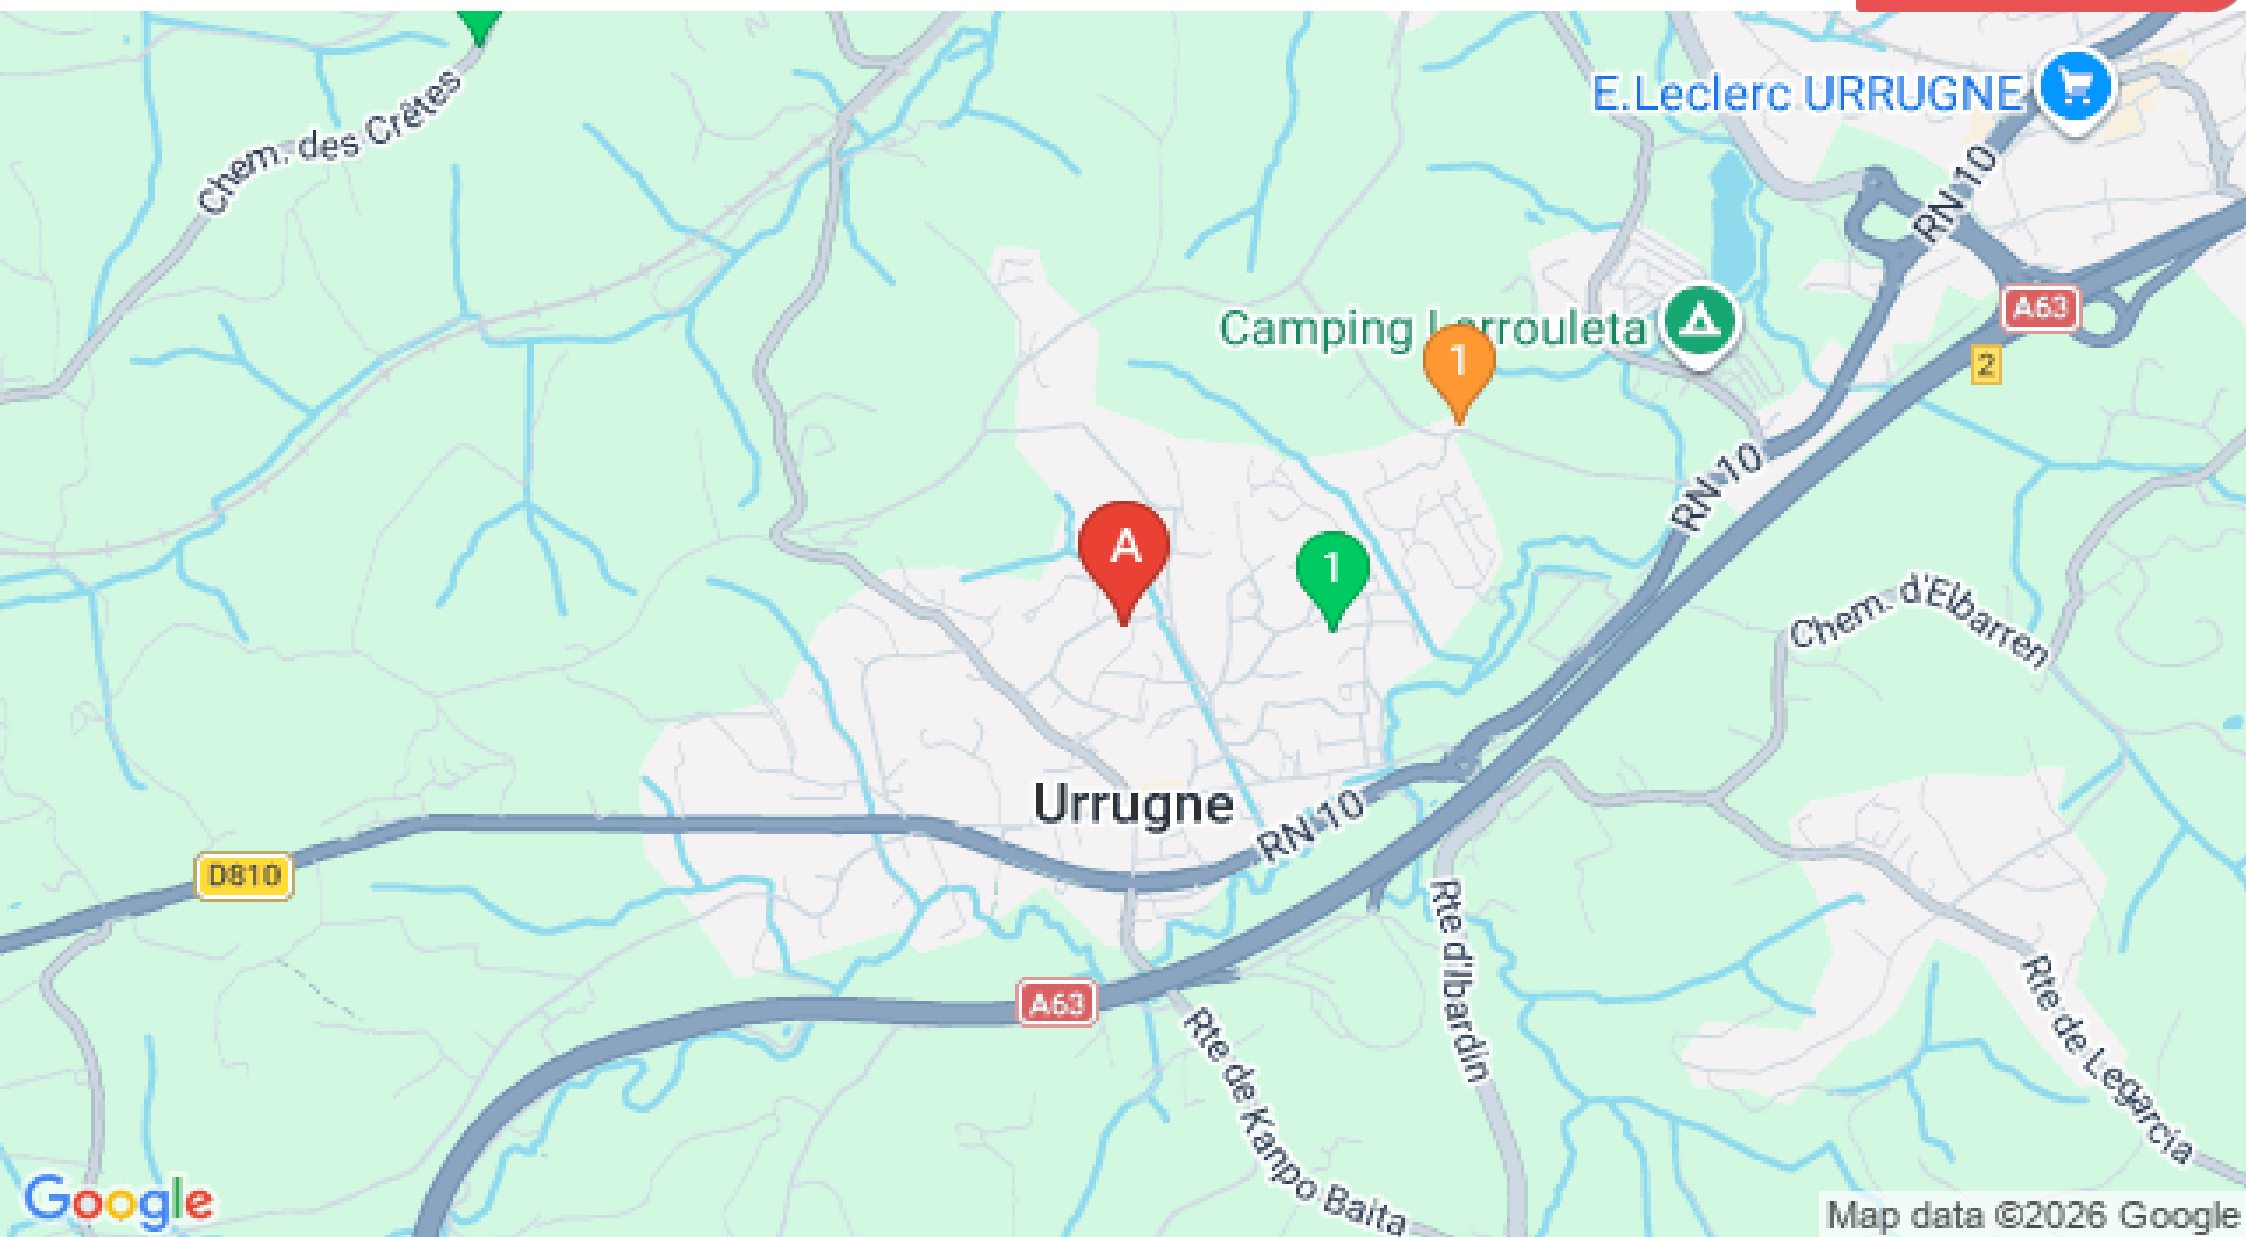 Chem. des Crêtes
E.Leclerc URRUGNE
RN 10
A63
2
Camping Larrouleta
1
RN 10
A
1
Chem. d'Elbarren
Urrugne
RN 10
D810
A63
Rte d'Ibardin
Rte de Kanpo Baita
Rte de Legarcia
Google
Map data ©2026 Google